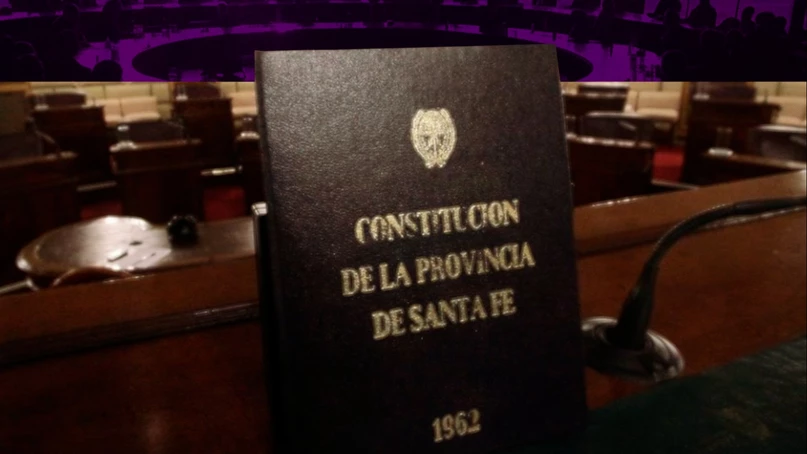 CONSTITUCION
DE LA PROVINCIA
DE SANTA FE
1962